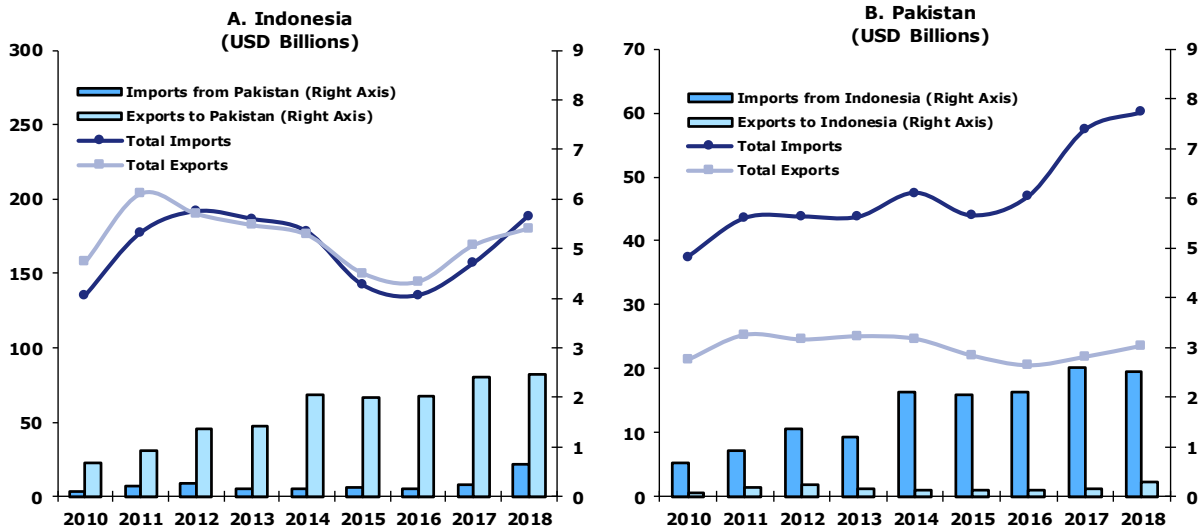 A. Indonesia
(USD Billions)
300
250
200
150
100
50
0
9
8
7
6
5
4
3
2
1
0
Imports from Pakistan (Right Axis)
Exports to Pakistan (Right Axis)
Total Imports
Total Exports
2010 2011 2012 2013 2014 2015 2016 2017 2018
B. Pakistan
(USD Billions)
70
60
50
40
30
20
10
0
9
8
7
6
5
4
3
2
1
0
Imports from Indonesia (Right Axis)
Exports to Indonesia (Right Axis)
Total Imports
Total Exports
2010 2011 2012 2013 2014 2015 2016 2017 2018